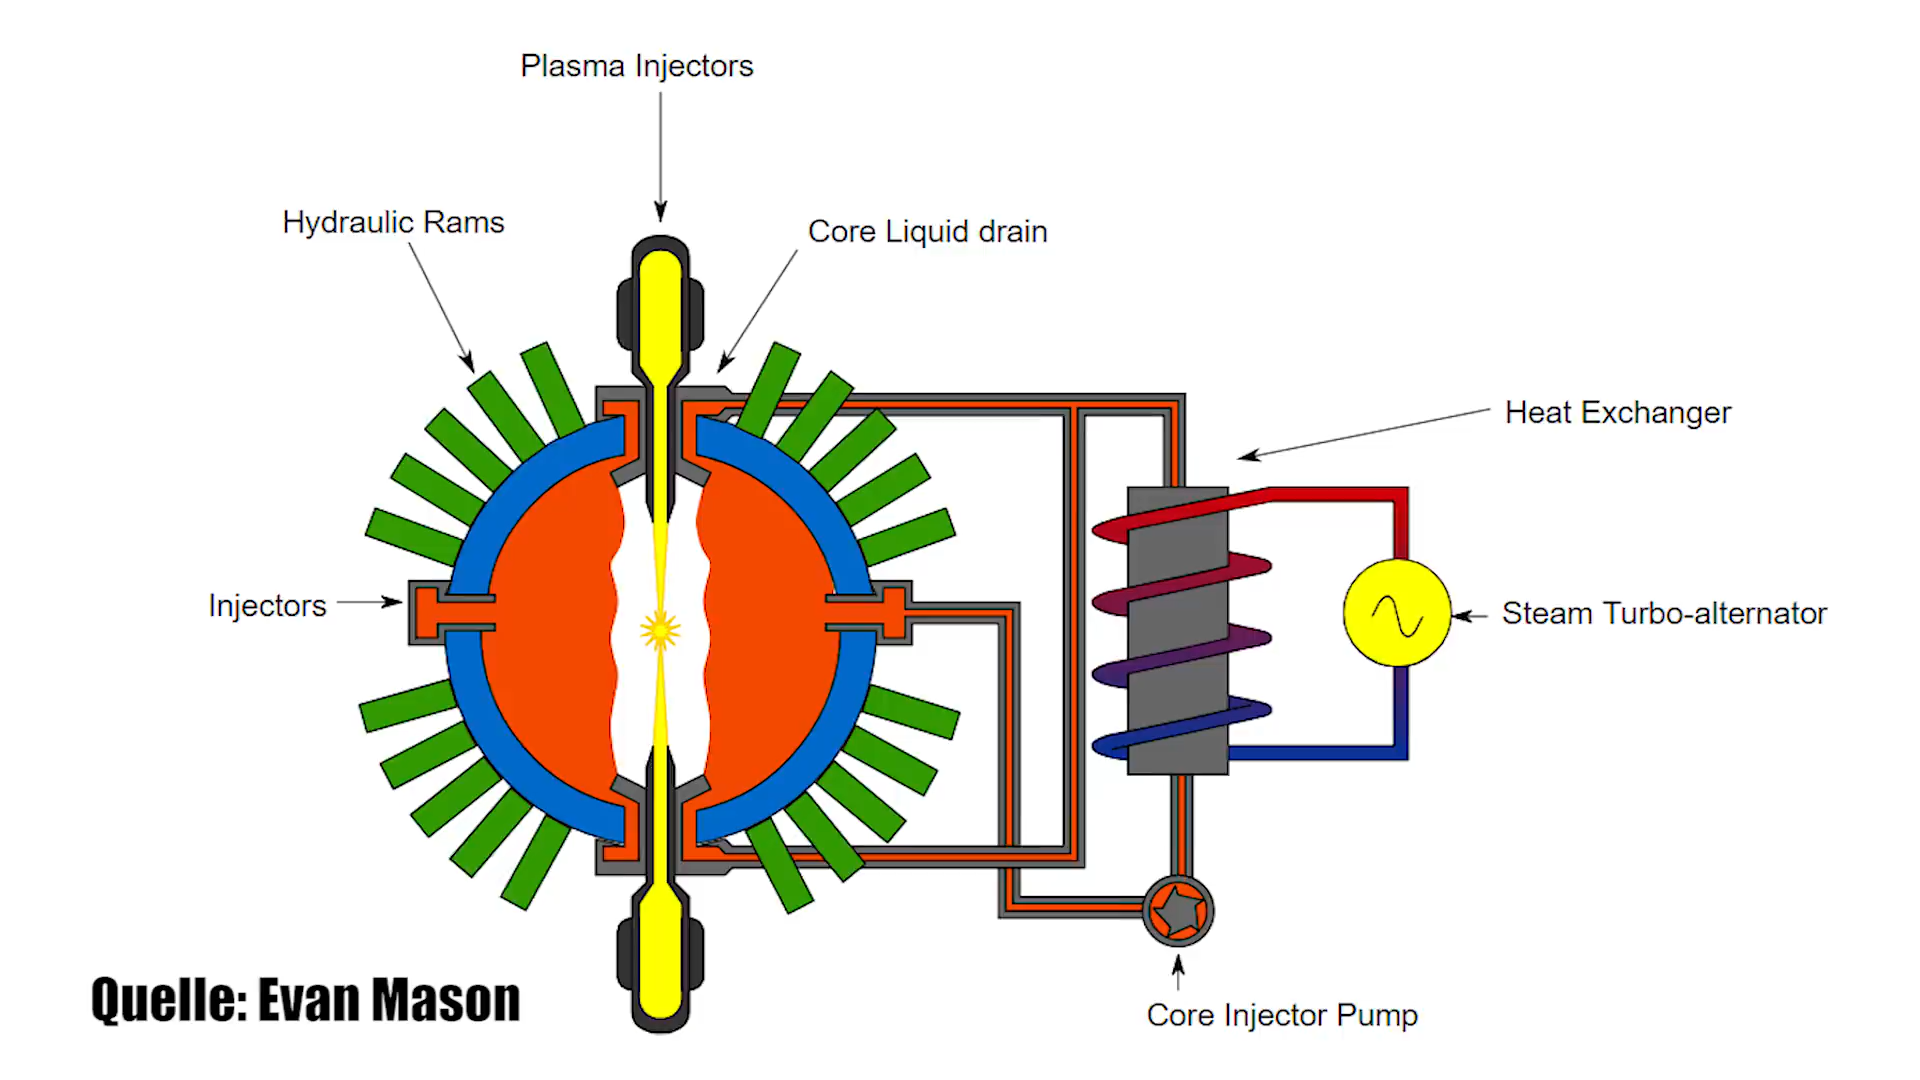 Plasma Injectors
Hydraulic Rams
Core Liquid drain
Heat Exchanger
Injectors
Steam Turbo-alternator
Quelle: Evan Mason
Core Injector Pump